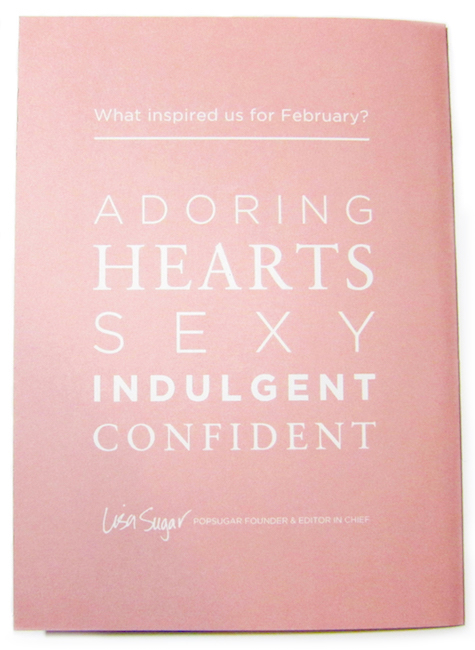 What inspired us for February?
ADORING
HEARTS
SEXY
INDULGENT
CONFIDENT
Lisa Sugar POPSUGAR FOUNDER & EDITOR IN CHIEF